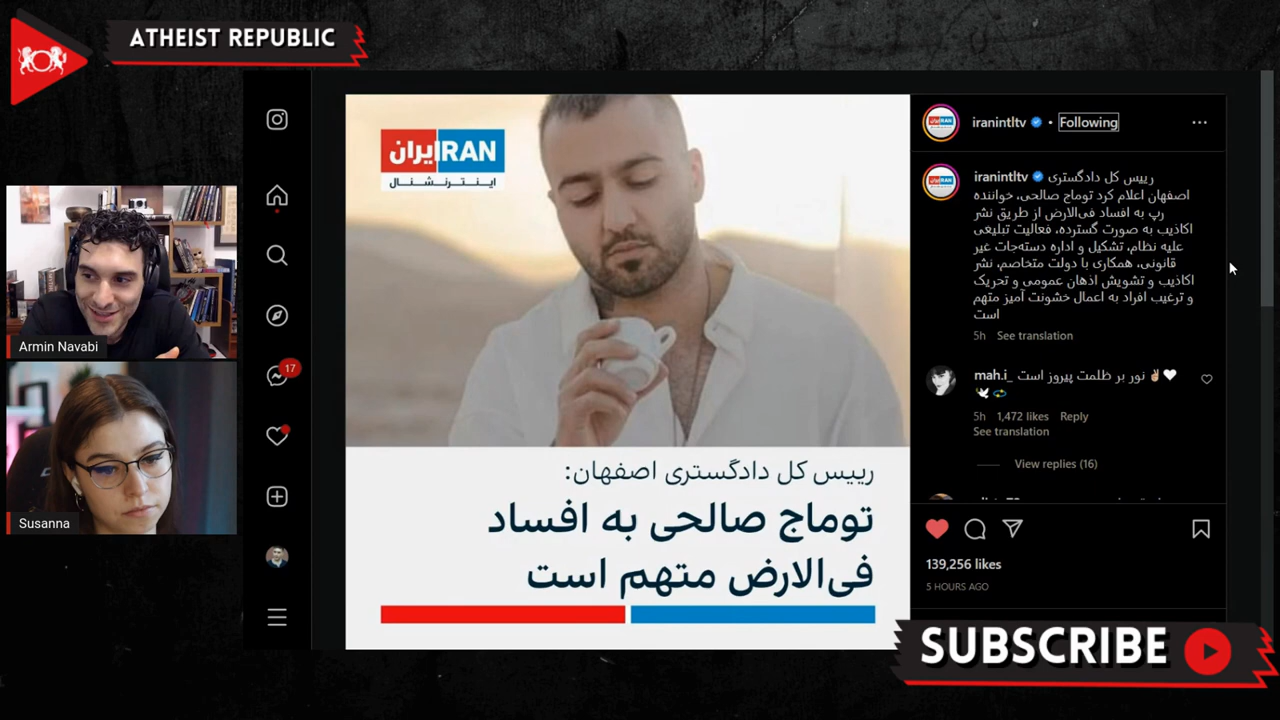 ATHEIST REPUBLIC
Armin Navabi
Susanna
17
ایران IRAN
اینترنشنال
رییس کل دادگستری اصفهان:
توماج صالحی به افساد
فی‌الارض متهم است
iranintltv • Following
iranintltv رییس کل دادگستری
اصفهان اعلام کرد توماج صالحی، خواننده
رپ به افساد فی‌الارض از طریق نشر
اکاذیب به صورت گسترده، فعالیت تبلیغی
علیه نظام، تشکیل و اداره دسته‌جات غیر
قانونی، همکاری با دولت متخاصم، نشر
اکاذیب و تشویش اذهان عمومی و تحریک
و ترغیب افراد به اعمال خشونت آمیز متهم
است
5h See translation
mah.i_ نور بر ظلمت پیروز است ✌🏼🤍
🕊
5h 1,472 likes Reply
See translation
View replies (16)
139,256 likes
5 HOURS AGO
SUBSCRIBE